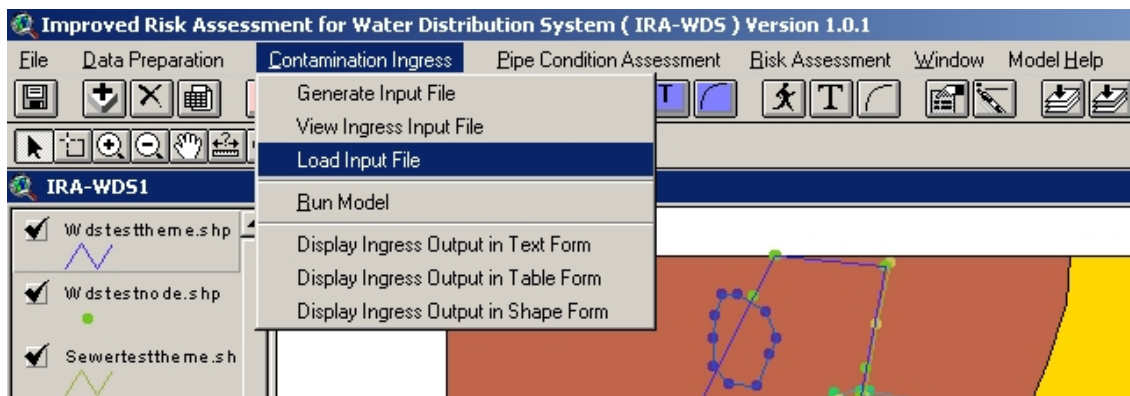 Improved Risk Assessment for Water Distribution System ( IRA-WDS ) Version 1.0.1
File Data Preparation Contamination Ingress Pipe Condition Assessment Risk Assessment Window Model Help
Generate Input File
T T
View Ingress Input File
Load Input File
IRA-WDS1
Run Model
Wdstesttheme.shp
Display Ingress Output in Text Form
Display Ingress Output in Table Form
Wdstestnode.shp
Display Ingress Output in Shape Form
Sewertesttheme.sh